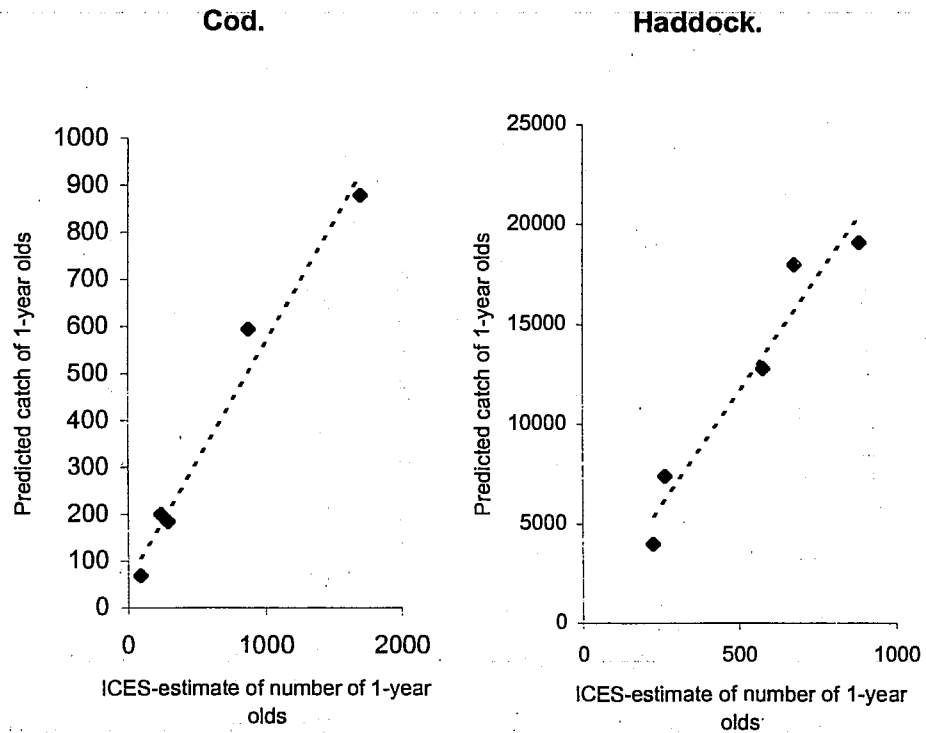 Cod.
Predicted catch of 1-year olds
1000
900
800
700
600
500
400
300
200
100
0
0 1000 2000
ICES-estimate of number of 1-year
olds
Haddock.
Predicted catch of 1-year olds
25000
20000
15000
10000
5000
0
0 500 1000
ICES-estimate of number of 1-year
olds